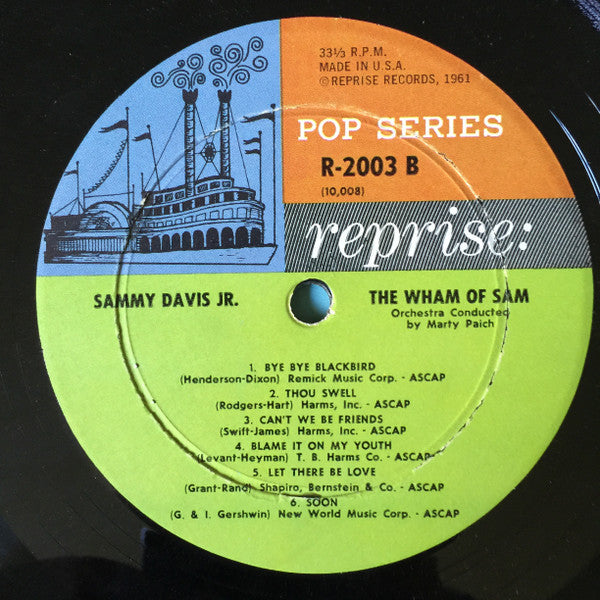 33⅓ R.P.M.
MADE IN U.S.A.
©REPRISE RECORDS, 1961
POP SERIES
R-2003 B
(10,008)
reprise:
SAMMY DAVIS JR.
THE WHAM OF SAM
Orchestra Conducted
by Marty Paich
1. BYE BYE BLACKBIRD
(Henderson-Dixon) Remick Music Corp. - ASCAP
2. THOU SWELL
(Rodgers-Hart) Harms, Inc. - ASCAP
3. CAN'T WE BE FRIENDS
(Swift-James) Harms, Inc. - ASCAP
4. BLAME IT ON MY YOUTH
(Levant-Heyman) T. B. Harms Co. - ASCAP
5. LET THERE BE LOVE
(Grant-Rand) Shapiro, Bernstein & Co. - ASCAP
6. SOON
(G. & I. Gershwin) New World Music Corp. - ASCAP